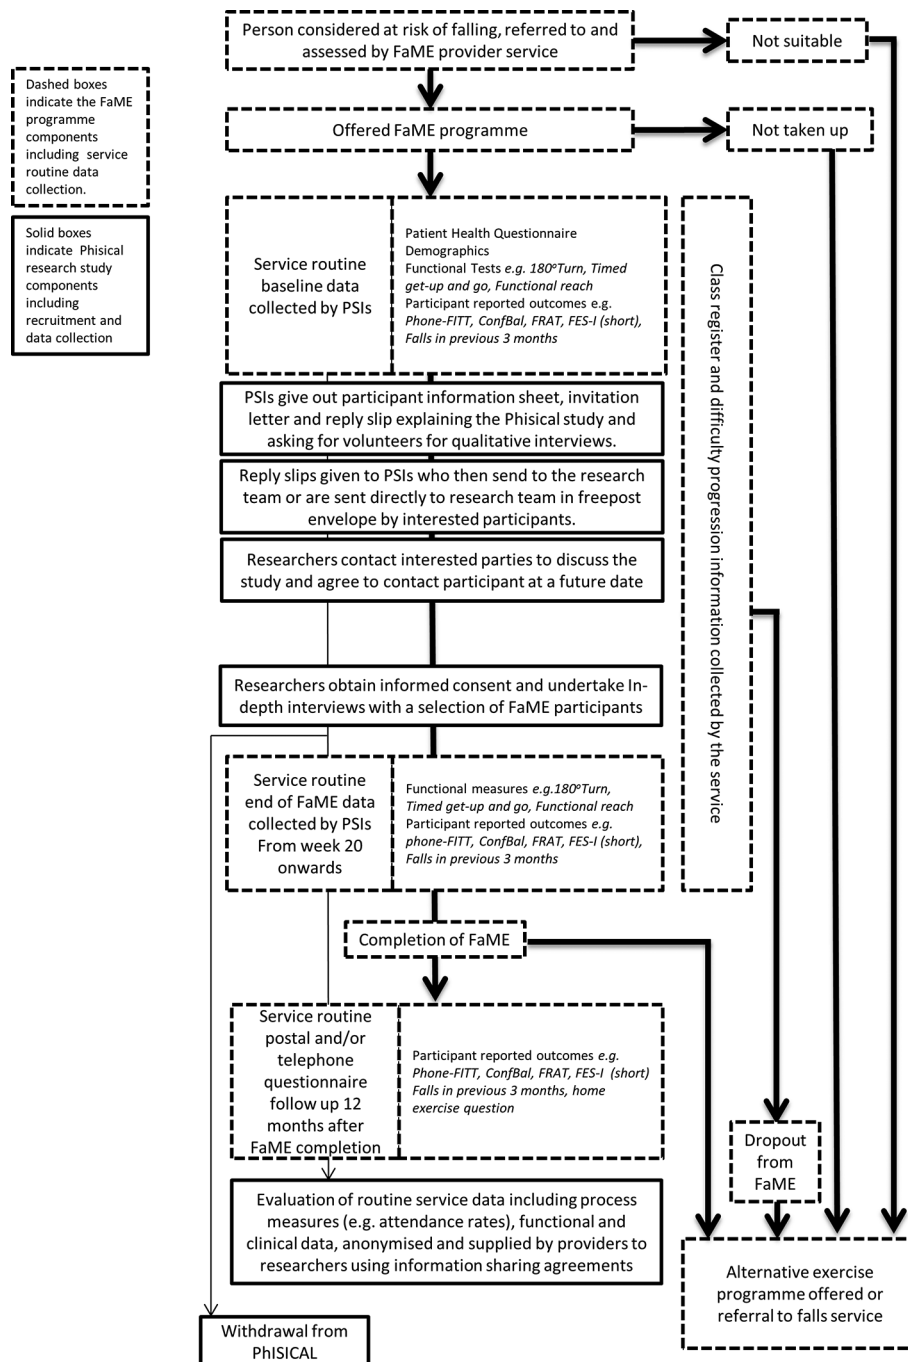 Person considered at risk of falling, referred to and
assessed by FaME provider service
Not suitable
Dashed boxes
indicate the FaME
programme
components
including service
routine data
collection.
Offered FaME programme
Not taken up
Solid boxes
indicate Phisical
research study
components
including
recruitment and
data collection
Service routine
baseline data
collected by PSIs
Patient Health Questionnaire
Demographics
Functional Tests e.g. 180°Turn, Timed
get-up and go, Functional reach
Participant reported outcomes e.g.
Phone-FITT, ConfBal, FRAT, FES-I (short),
Falls in previous 3 months
Class register and difficulty progression information collected by the service
PSIs give out participant information sheet, invitation
letter and reply slip explaining the Phisical study and
asking for volunteers for qualitative interviews.
Reply slips given to PSIs who then send to the research
team or are sent directly to research team in freepost
envelope by interested participants.
Researchers contact interested parties to discuss the
study and agree to contact participant at a future date
Researchers obtain informed consent and undertake In-
depth interviews with a selection of FaME participants
Service routine
end of FaME data
collected by PSIs
From week 20
onwards
Functional measures e.g.180°Turn,
Timed get-up and go, Functional reach
Participant reported outcomes e.g.
phone-FITT, ConfBal, FRAT, FES-I (short),
Falls in previous 3 months
Completion of FaME
Service routine
postal and/or
telephone
questionnaire
follow up 12
months after
FaME completion
Participant reported outcomes e.g.
Phone-FITT, ConfBal, FRAT, FES-I (short)
Falls in previous 3 months, home
exercise question
Dropout
from
FaME
Evaluation of routine service data including process
measures (e.g. attendance rates), functional and
clinical data, anonymised and supplied by providers to
researchers using information sharing agreements
Alternative exercise
programme offered or
referral to falls service
Withdrawal from
PhISICAL